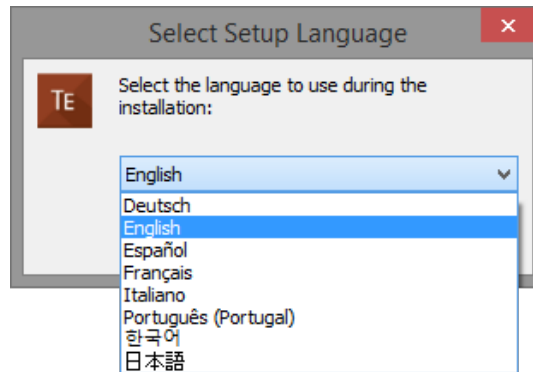 Select Setup Language
TE
Select the language to use during the
installation:
English
Deutsch
English
Español
Français
Italiano
Português (Portugal)
한국어
日本語